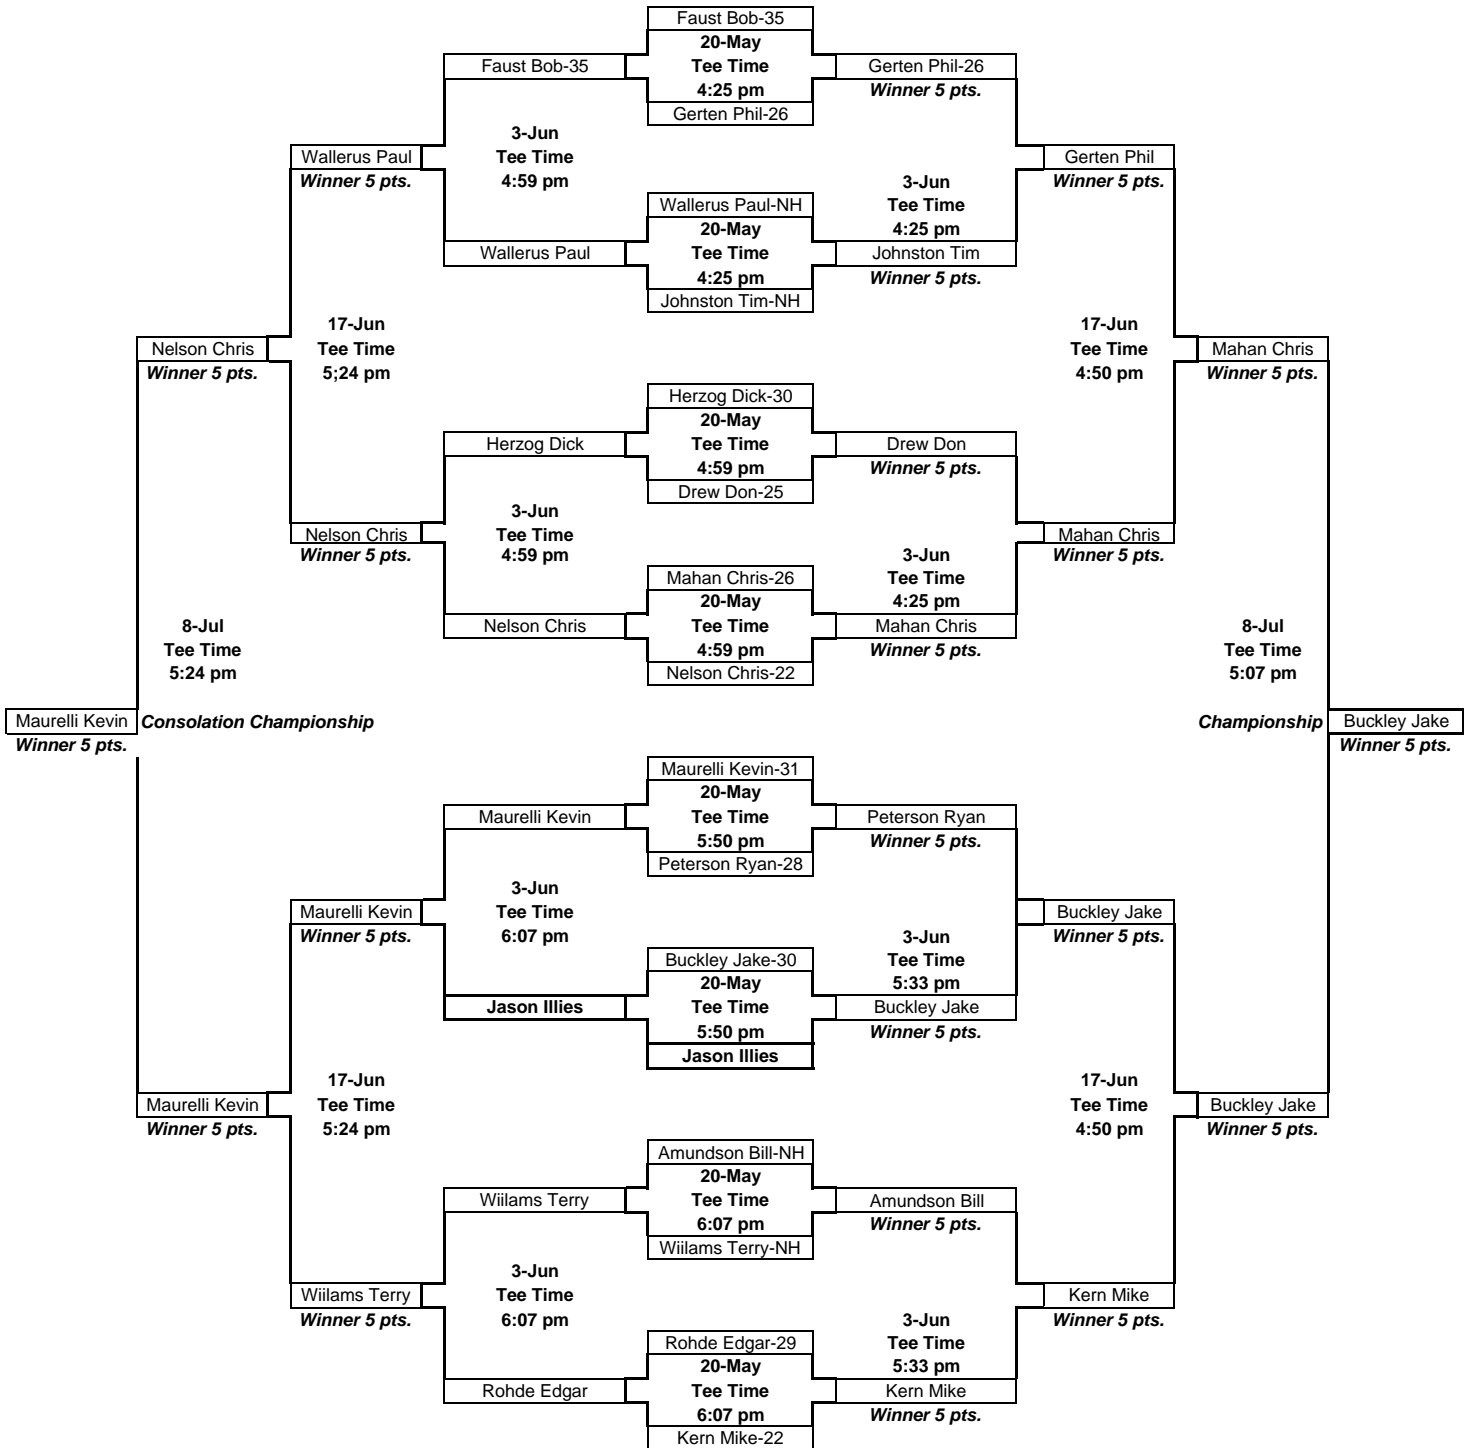 Faust Bob-35
20-May
Faust Bob-35
Tee Time
Gerten Phil-26
4:25 pm
Winner 5 pts.
Gerten Phil-26
3-Jun
Wallerus Paul
Tee Time
Gerten Phil
Winner 5 pts.
4:59 pm
3-Jun
Winner 5 pts.
Wallerus Paul-NH
Tee Time
20-May
4:25 pm
Wallerus Paul
Tee Time
Johnston Tim
4:25 pm
Winner 5 pts.
Johnston Tim-NH
17-Jun
17-Jun
Nelson Chris
Tee Time
Tee Time
Mahan Chris
Winner 5 pts.
5;24 pm
4:50 pm
Winner 5 pts.
Herzog Dick-30
20-May
Herzog Dick
Tee Time
Drew Don
4:59 pm
Winner 5 pts.
Drew Don-25
3-Jun
Nelson Chris
Tee Time
Mahan Chris
Winner 5 pts.
4:59 pm
3-Jun
Winner 5 pts.
Mahan Chris-26
Tee Time
20-May
4:25 pm
8-Jul
Nelson Chris
Tee Time
Mahan Chris
8-Jul
Tee Time
4:59 pm
Winner 5 pts.
Tee Time
5:24 pm
Nelson Chris-22
5:07 pm
Maurelli Kevin
Consolation Championship
Championship
Buckley Jake
Winner 5 pts.
Winner 5 pts.
Maurelli Kevin-31
20-May
Maurelli Kevin
Tee Time
Peterson Ryan
5:50 pm
Winner 5 pts.
Peterson Ryan-28
3-Jun
Maurelli Kevin
Tee Time
Buckley Jake
Winner 5 pts.
6:07 pm
3-Jun
Winner 5 pts.
Buckley Jake-30
Tee Time
20-May
5:33 pm
Jason Illies
Tee Time
Buckley Jake
5:50 pm
Winner 5 pts.
Jason Illies
17-Jun
17-Jun
Maurelli Kevin
Tee Time
Tee Time
Buckley Jake
Winner 5 pts.
5:24 pm
4:50 pm
Winner 5 pts.
Amundson Bill-NH
20-May
Wiilams Terry
Tee Time
Amundson Bill
6:07 pm
Winner 5 pts.
Wiilams Terry-NH
3-Jun
Wiilams Terry
Tee Time
Kern Mike
Winner 5 pts.
6:07 pm
3-Jun
Winner 5 pts.
Rohde Edgar-29
Tee Time
20-May
5:33 pm
Rohde Edgar
Tee Time
Kern Mike
6:07 pm
Winner 5 pts.
Kern Mike-22